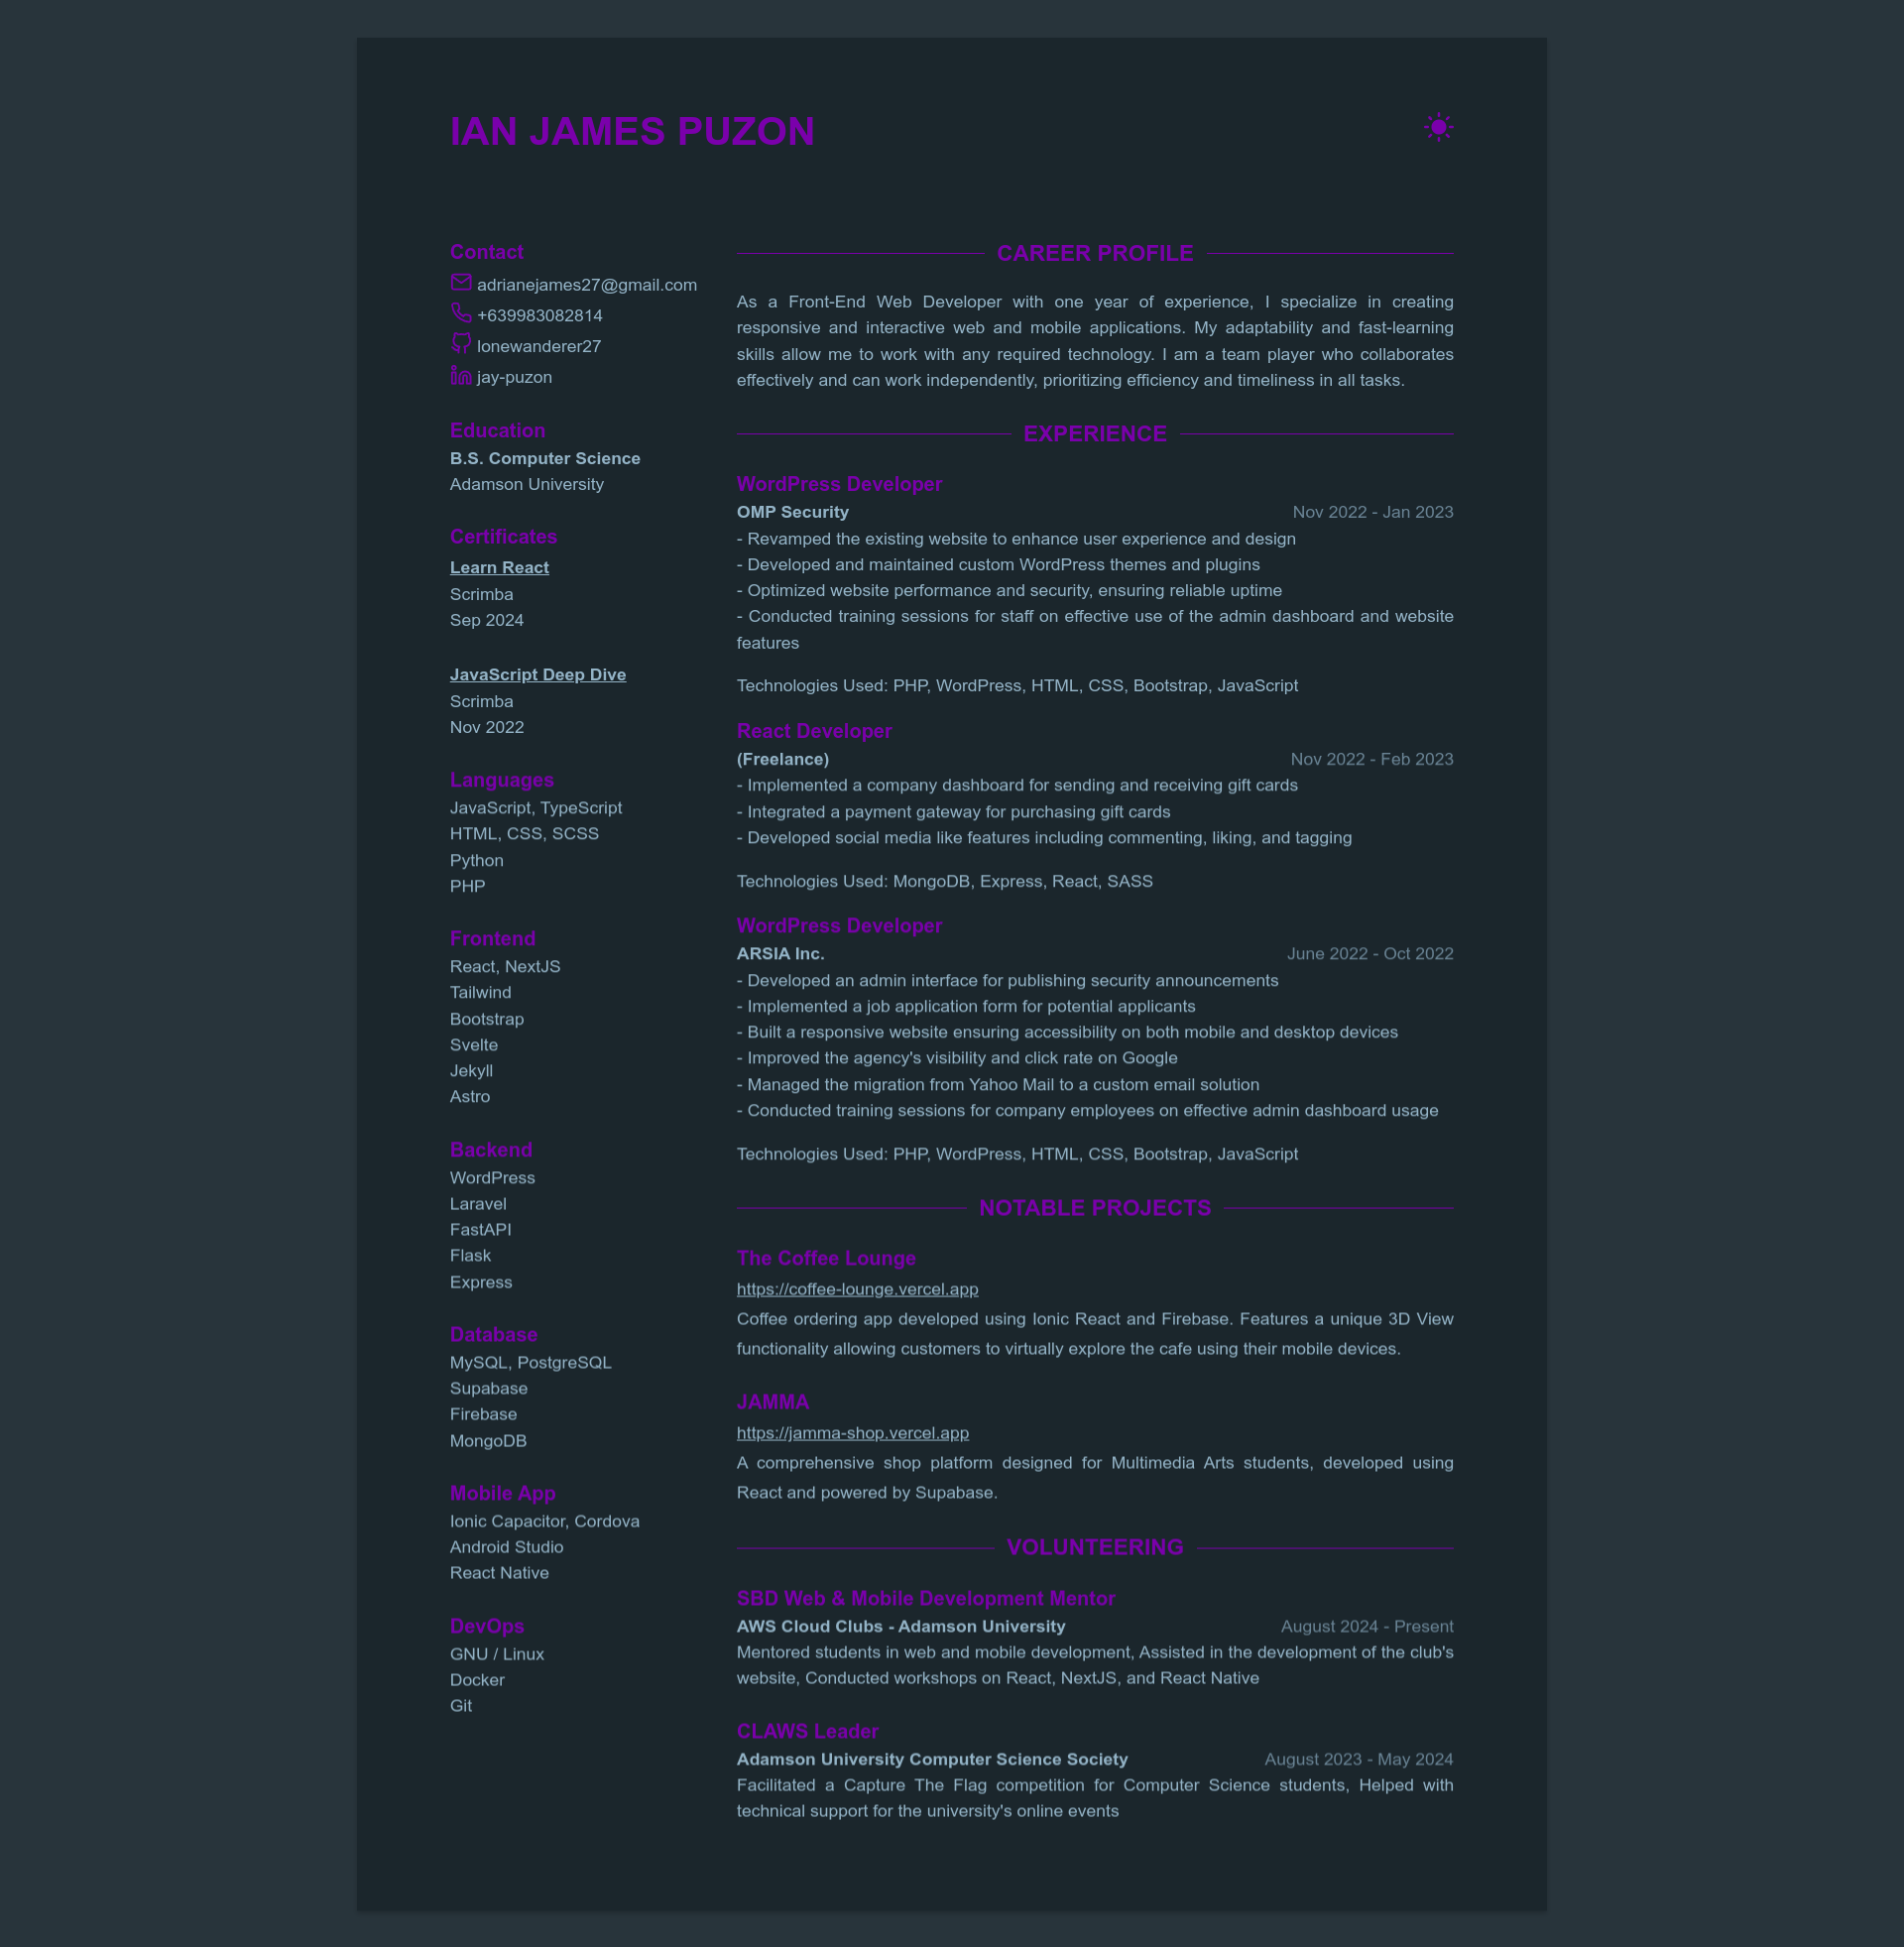 IAN JAMES PUZON
Contact
adrianejames27@gmail.com
+639983082814
lonewanderer27
jay-puzon
Education
B.S. Computer Science
Adamson University
Certificates
Learn React
Scrimba
Sep 2024
JavaScript Deep Dive
Scrimba
Nov 2022
Languages
JavaScript, TypeScript
HTML, CSS, SCSS
Python
PHP
Frontend
React, NextJS
Tailwind
Bootstrap
Svelte
Jekyll
Astro
Backend
WordPress
Laravel
FastAPI
Flask
Express
Database
MySQL, PostgreSQL
Supabase
Firebase
MongoDB
Mobile App
Ionic Capacitor, Cordova
Android Studio
React Native
DevOps
GNU / Linux
Docker
Git
CAREER PROFILE
As a Front-End Web Developer with one year of experience, I specialize in creating
responsive and interactive web and mobile applications. My adaptability and fast-learning
skills allow me to work with any required technology. I am a team player who collaborates
effectively and can work independently, prioritizing efficiency and timeliness in all tasks.
EXPERIENCE
WordPress Developer
OMP Security Nov 2022 - Jan 2023
- Revamped the existing website to enhance user experience and design
- Developed and maintained custom WordPress themes and plugins
- Optimized website performance and security, ensuring reliable uptime
- Conducted training sessions for staff on effective use of the admin dashboard and website
features
Technologies Used: PHP, WordPress, HTML, CSS, Bootstrap, JavaScript
React Developer
(Freelance) Nov 2022 - Feb 2023
- Implemented a company dashboard for sending and receiving gift cards
- Integrated a payment gateway for purchasing gift cards
- Developed social media like features including commenting, liking, and tagging
Technologies Used: MongoDB, Express, React, SASS
WordPress Developer
ARSIA Inc. June 2022 - Oct 2022
- Developed an admin interface for publishing security announcements
- Implemented a job application form for potential applicants
- Built a responsive website ensuring accessibility on both mobile and desktop devices
- Improved the agency's visibility and click rate on Google
- Managed the migration from Yahoo Mail to a custom email solution
- Conducted training sessions for company employees on effective admin dashboard usage
Technologies Used: PHP, WordPress, HTML, CSS, Bootstrap, JavaScript
NOTABLE PROJECTS
The Coffee Lounge
https://coffee-lounge.vercel.app
Coffee ordering app developed using Ionic React and Firebase. Features a unique 3D View
functionality allowing customers to virtually explore the cafe using their mobile devices.
JAMMA
https://jamma-shop.vercel.app
A comprehensive shop platform designed for Multimedia Arts students, developed using
React and powered by Supabase.
VOLUNTEERING
SBD Web & Mobile Development Mentor
AWS Cloud Clubs - Adamson University August 2024 - Present
Mentored students in web and mobile development, Assisted in the development of the club's
website, Conducted workshops on React, NextJS, and React Native
CLAWS Leader
Adamson University Computer Science Society August 2023 - May 2024
Facilitated a Capture The Flag competition for Computer Science students, Helped with
technical support for the university's online events